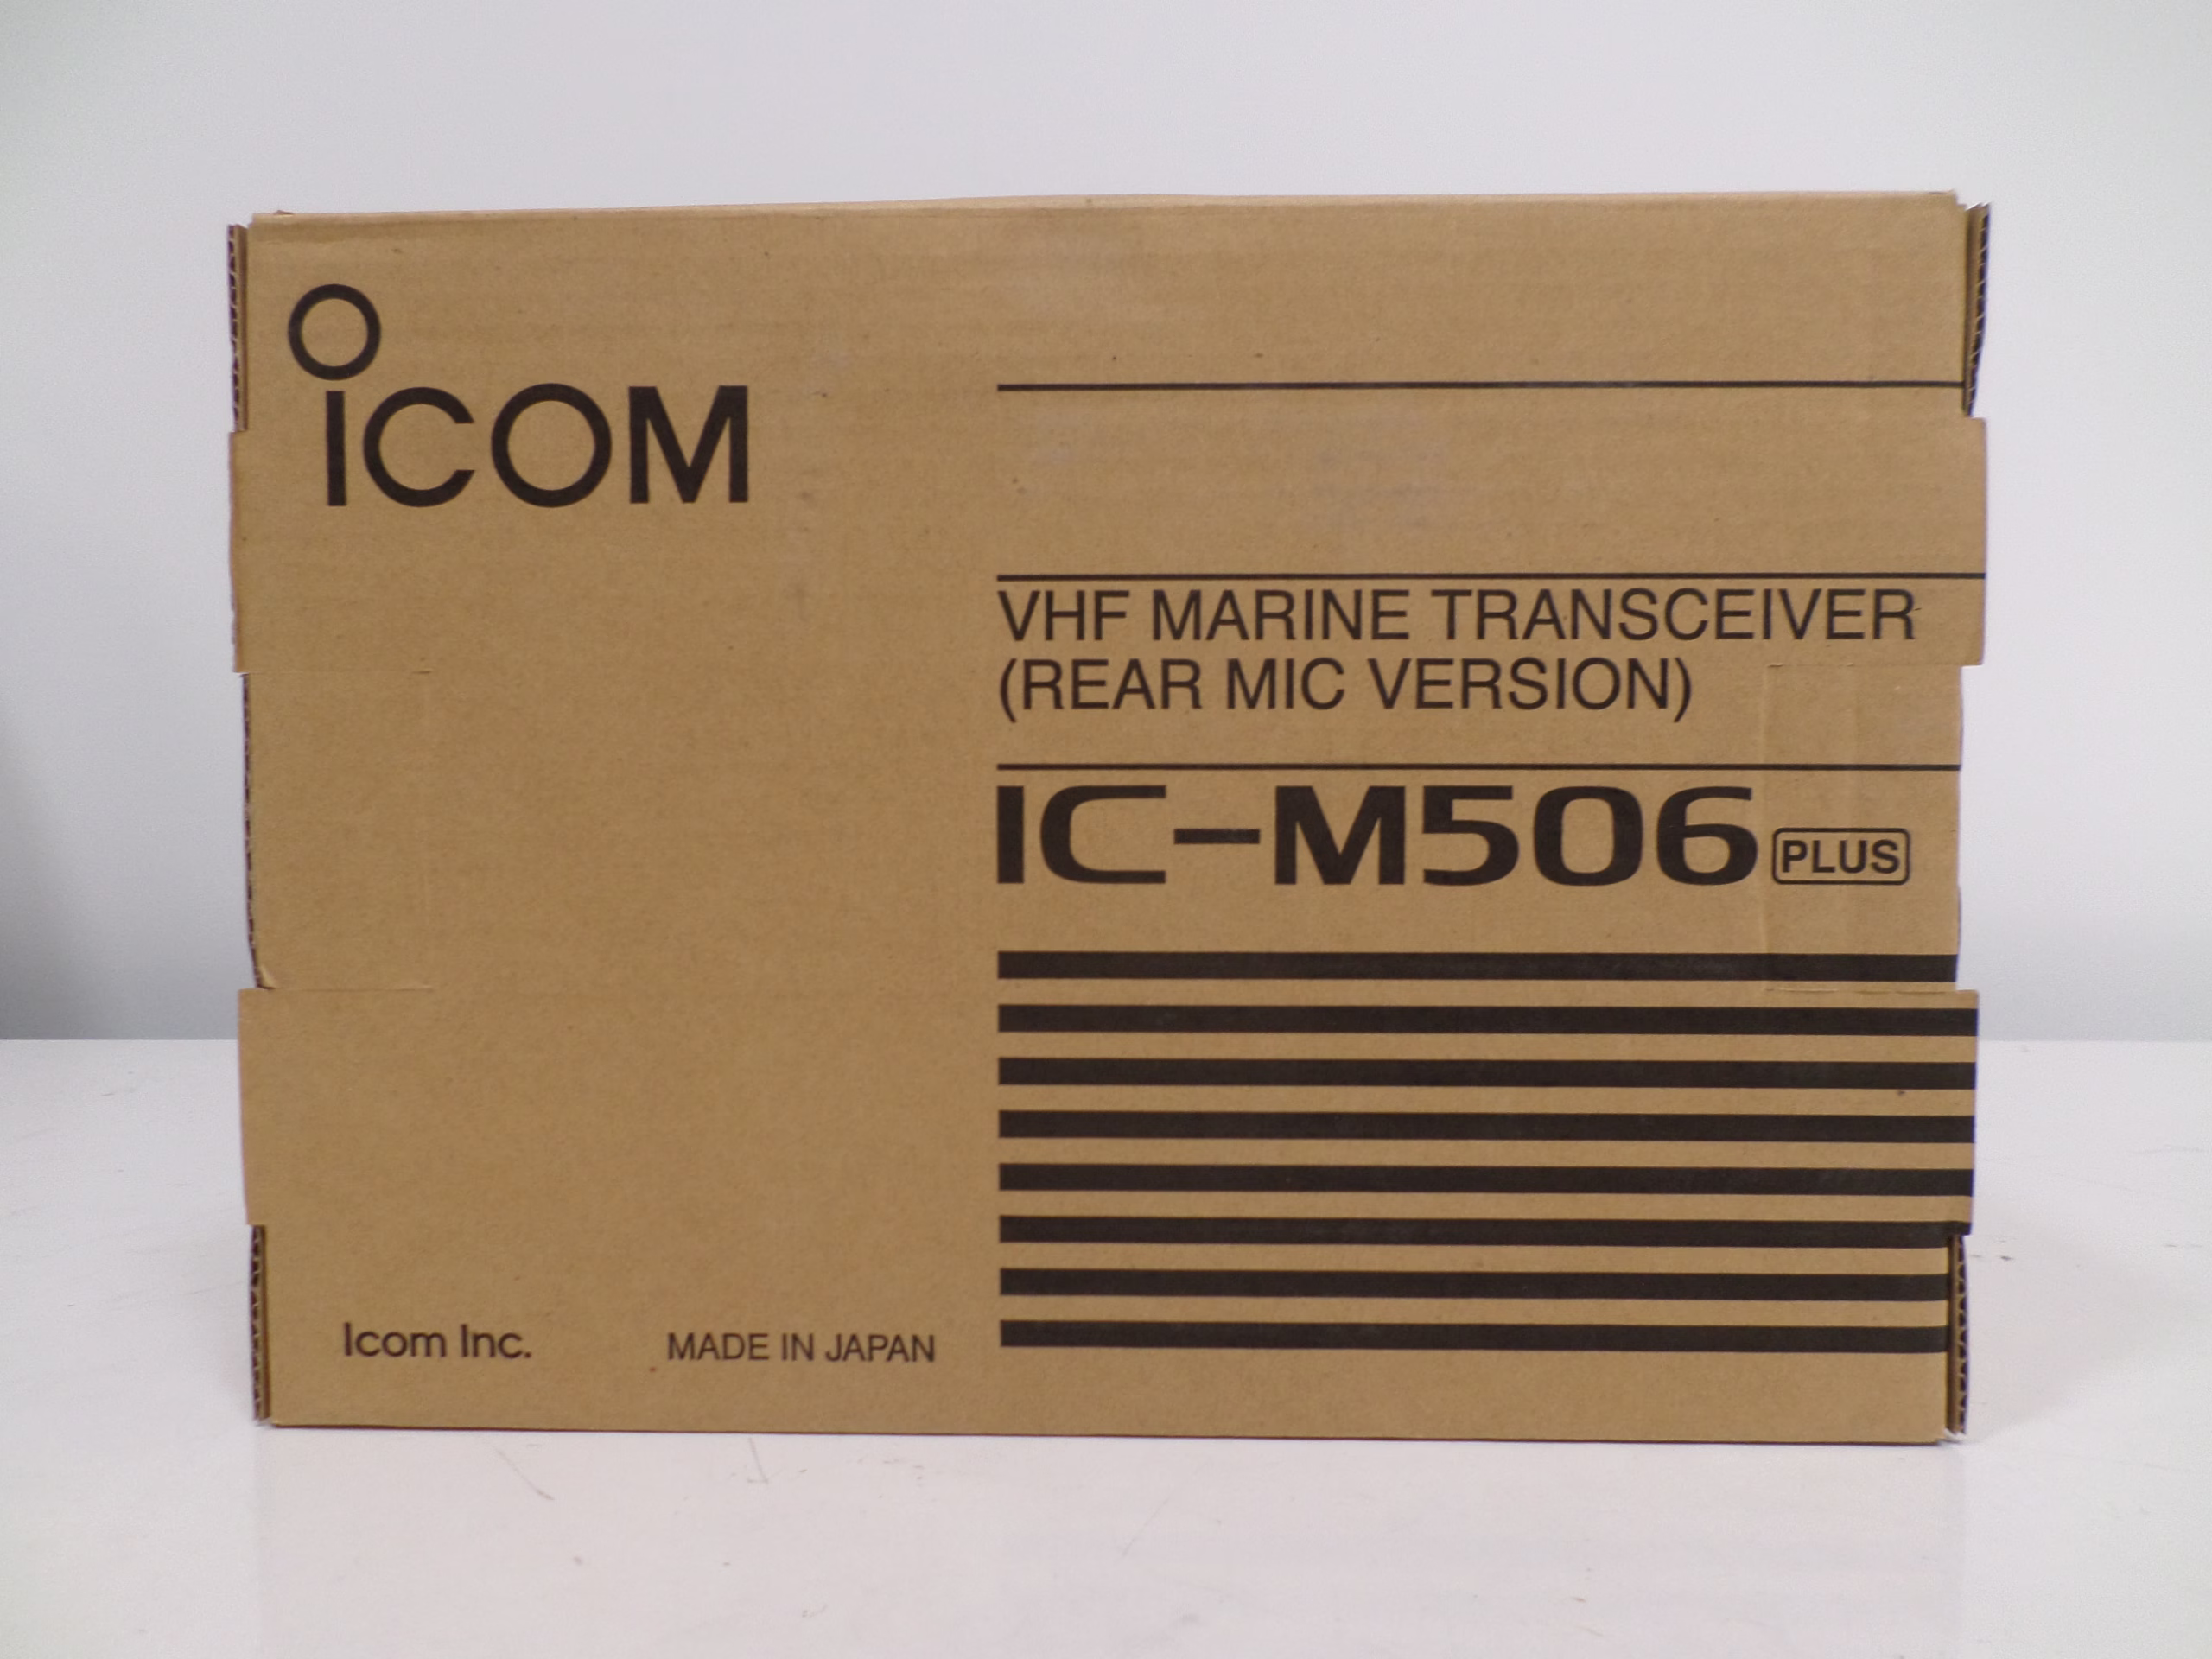 ICOM
VHF MARINE TRANSCEIVER
(REAR MIC VERSION)
IC-M506 PLUS
Icom Inc.
MADE IN JAPAN